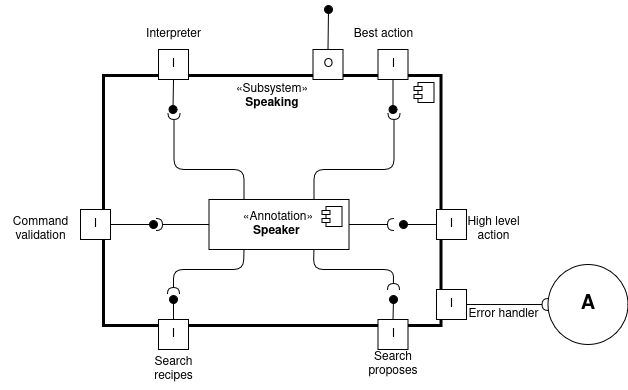 Interpreter
Best action
I
O
I
«Subsystem»
Speaking
Command
validation
I
«Annotation»
Speaker
I
High level
action
I
Error handler
A
I
Search
recipes
I
Search
proposes